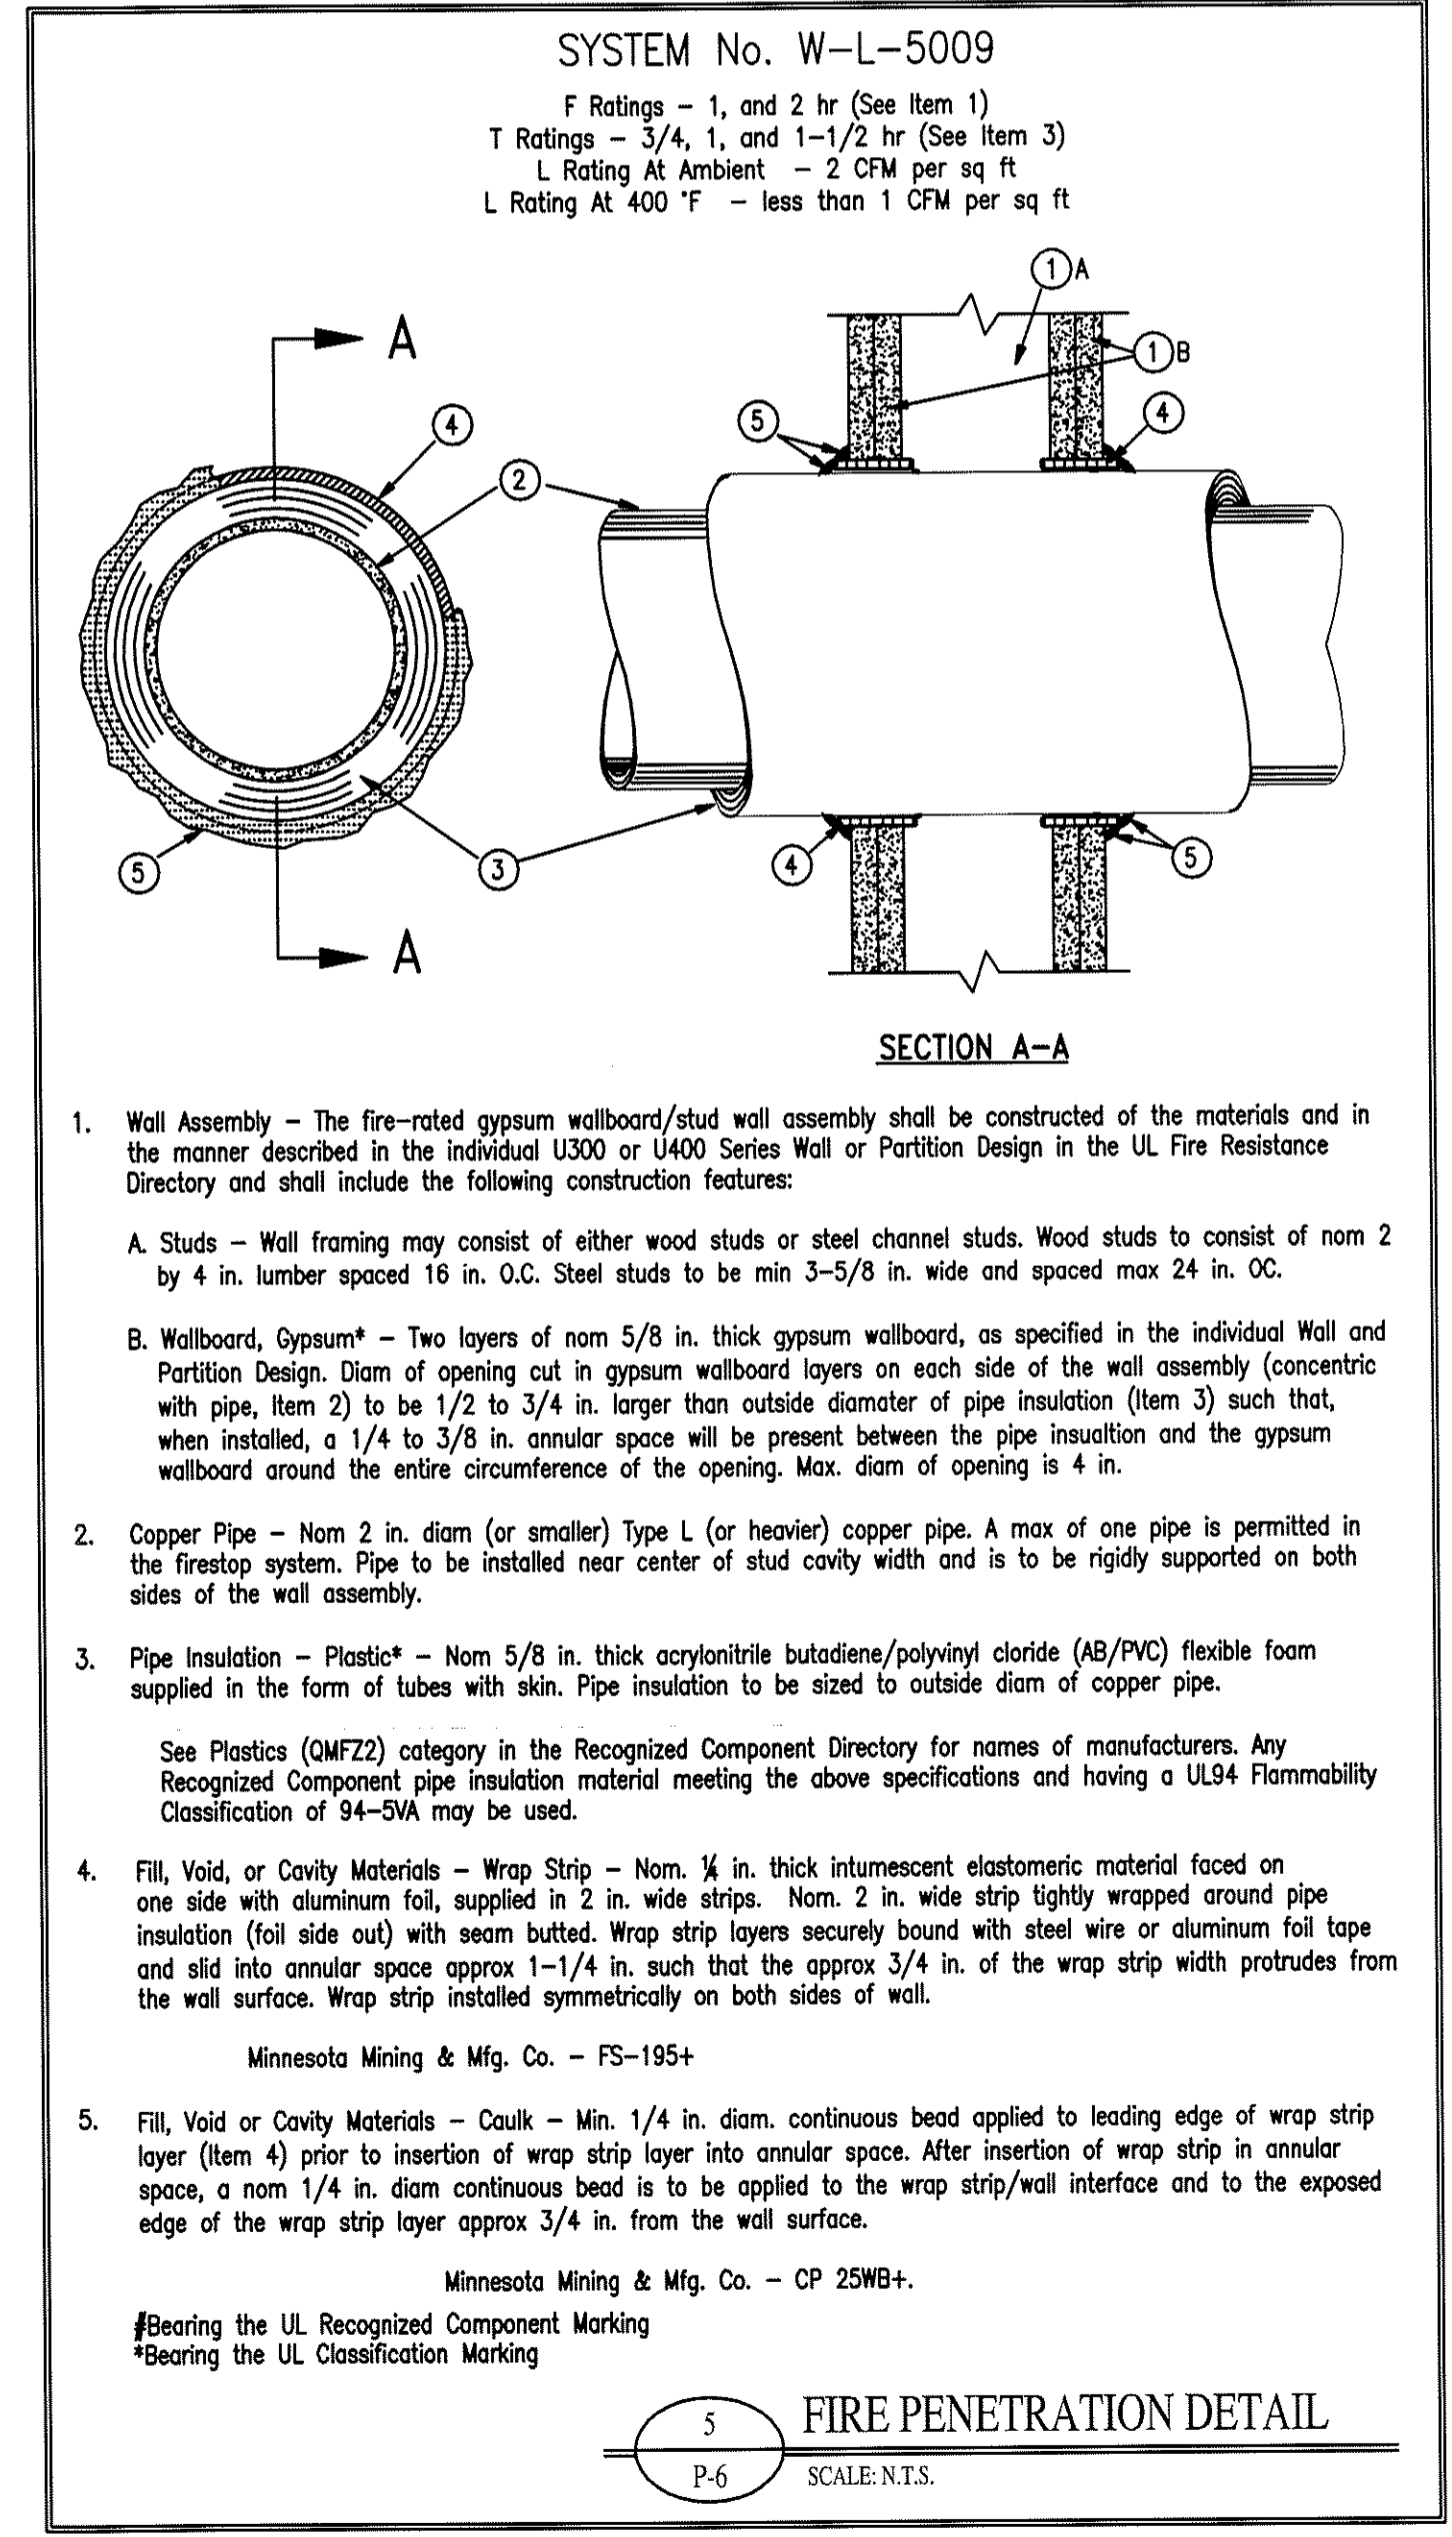 SYSTEM No. W-L-5009
F Ratings - 1, and 2 hr (See Item 1)
T Ratings - 3/4, 1, and 1-1/2 hr (See Item 3)
L Rating At Ambient - 2 CFM per sq ft
L Rating At 400 °F - less than 1 CFM per sq ft
1 A
A
1 B
4
5
4
2
4
5
3
5
A
SECTION A-A
1. Wall Assembly - The fire-rated gypsum wallboard/stud wall assembly shall be constructed of the materials and in
the manner described in the individual U300 or U400 Series Wall or Partition Design in the UL Fire Resistance
Directory and shall include the following construction features:
A. Studs - Wall framing may consist of either wood studs or steel channel studs. Wood studs to consist of nom 2
by 4 in. lumber spaced 16 in. O.C. Steel studs to be min 3-5/8 in. wide and spaced max 24 in. OC.
B. Wallboard, Gypsum* - Two layers of nom 5/8 in. thick gypsum wallboard, as specified in the individual Wall and
Partition Design. Diam of opening cut in gypsum wallboard layers on each side of the wall assembly (concentric
with pipe, Item 2) to be 1/2 to 3/4 in. larger than outside diamater of pipe insulation (Item 3) such that,
when installed, a 1/4 to 3/8 in. annular space will be present between the pipe insualtion and the gypsum
wallboard around the entire circumference of the opening. Max. diam of opening is 4 in.
2. Copper Pipe - Nom 2 in. diam (or smaller) Type L (or heavier) copper pipe. A max of one pipe is permitted in
the firestop system. Pipe to be installed near center of stud cavity width and is to be rigidly supported on both
sides of the wall assembly.
3. Pipe Insulation - Plastic* - Nom 5/8 in. thick acrylonitrile butadiene/polyvinyl cloride (AB/PVC) flexible foam
supplied in the form of tubes with skin. Pipe insulation to be sized to outside diam of copper pipe.
See Plastics (QMFZ2) category in the Recognized Component Directory for names of manufacturers. Any
Recognized Component pipe insulation material meeting the above specifications and having a UL94 Flammability
Classification of 94-5VA may be used.
4. Fill, Void, or Cavity Materials - Wrap Strip - Nom. ¼ in. thick intumescent elastomeric material faced on
one side with aluminum foil, supplied in 2 in. wide strips. Nom. 2 in. wide strip tightly wrapped around pipe
insulation (foil side out) with seam butted. Wrap strip layers securely bound with steel wire or aluminum foil tape
and slid into annular space approx 1-1/4 in. such that the approx 3/4 in. of the wrap strip width protrudes from
the wall surface. Wrap strip installed symmetrically on both sides of wall.
Minnesota Mining & Mfg. Co. - FS-195+
5. Fill, Void or Cavity Materials - Caulk - Min. 1/4 in. diam. continuous bead applied to leading edge of wrap strip
layer (Item 4) prior to insertion of wrap strip layer into annular space. After insertion of wrap strip in annular
space, a nom 1/4 in. diam continuous bead is to be applied to the wrap strip/wall interface and to the exposed
edge of the wrap strip layer approx 3/4 in. from the wall surface.
Minnesota Mining & Mfg. Co. - CP 25WB+.
#Bearing the UL Recognized Component Marking
*Bearing the UL Classification Marking
5
P-6
FIRE PENETRATION DETAIL
SCALE: N.T.S.